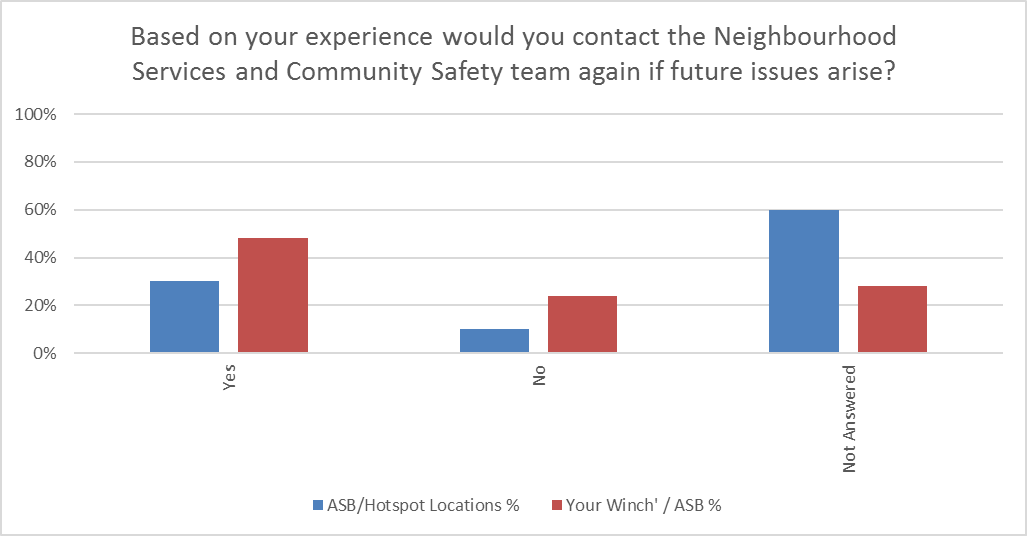 Based on your experience would you contact the Neighbourhood
Services and Community Safety team again if future issues arise?
100%
80%
60%
40%
20%
0%
Yes
No
Not Answered
ASB/Hotspot Locations %
Your Winch' / ASB %